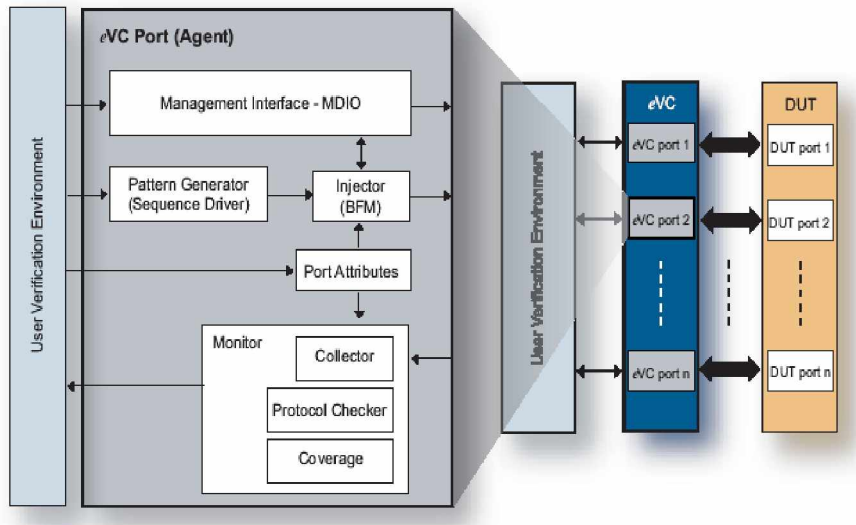 User Verification Environment
eVC Port (Agent)
Management Interface - MDIO
Pattern Generator
(Sequence Driver)
Injector
(BFM)
Port Attributes
Monitor
Collector
Protocol Checker
Coverage
User Verification Environment
eVC
eVC port 1
eVC port 2
eVC port n
DUT
DUT port 1
DUT port 2
DUT port n